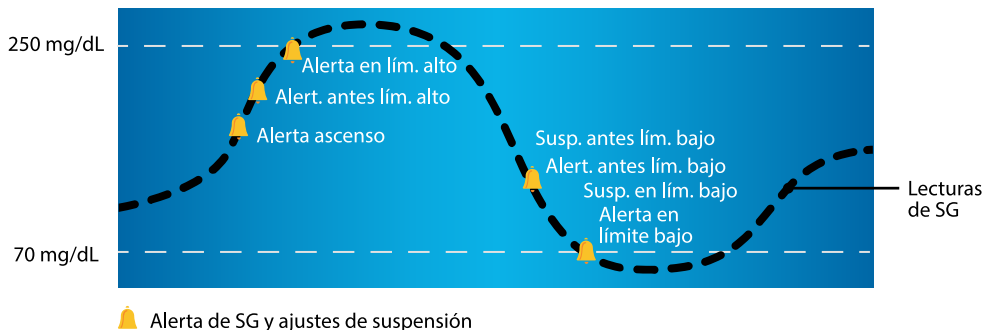 250 mg/dL
Alerta en lím. alto
Alert. antes lím. alto
Alerta ascenso
Susp. antes lím. bajo
Alert. antes lím. bajo
Susp. en lím. bajo
Alerta en
límite bajo
Lecturas
de SG
70 mg/dL
Alerta de SG y ajustes de suspensión